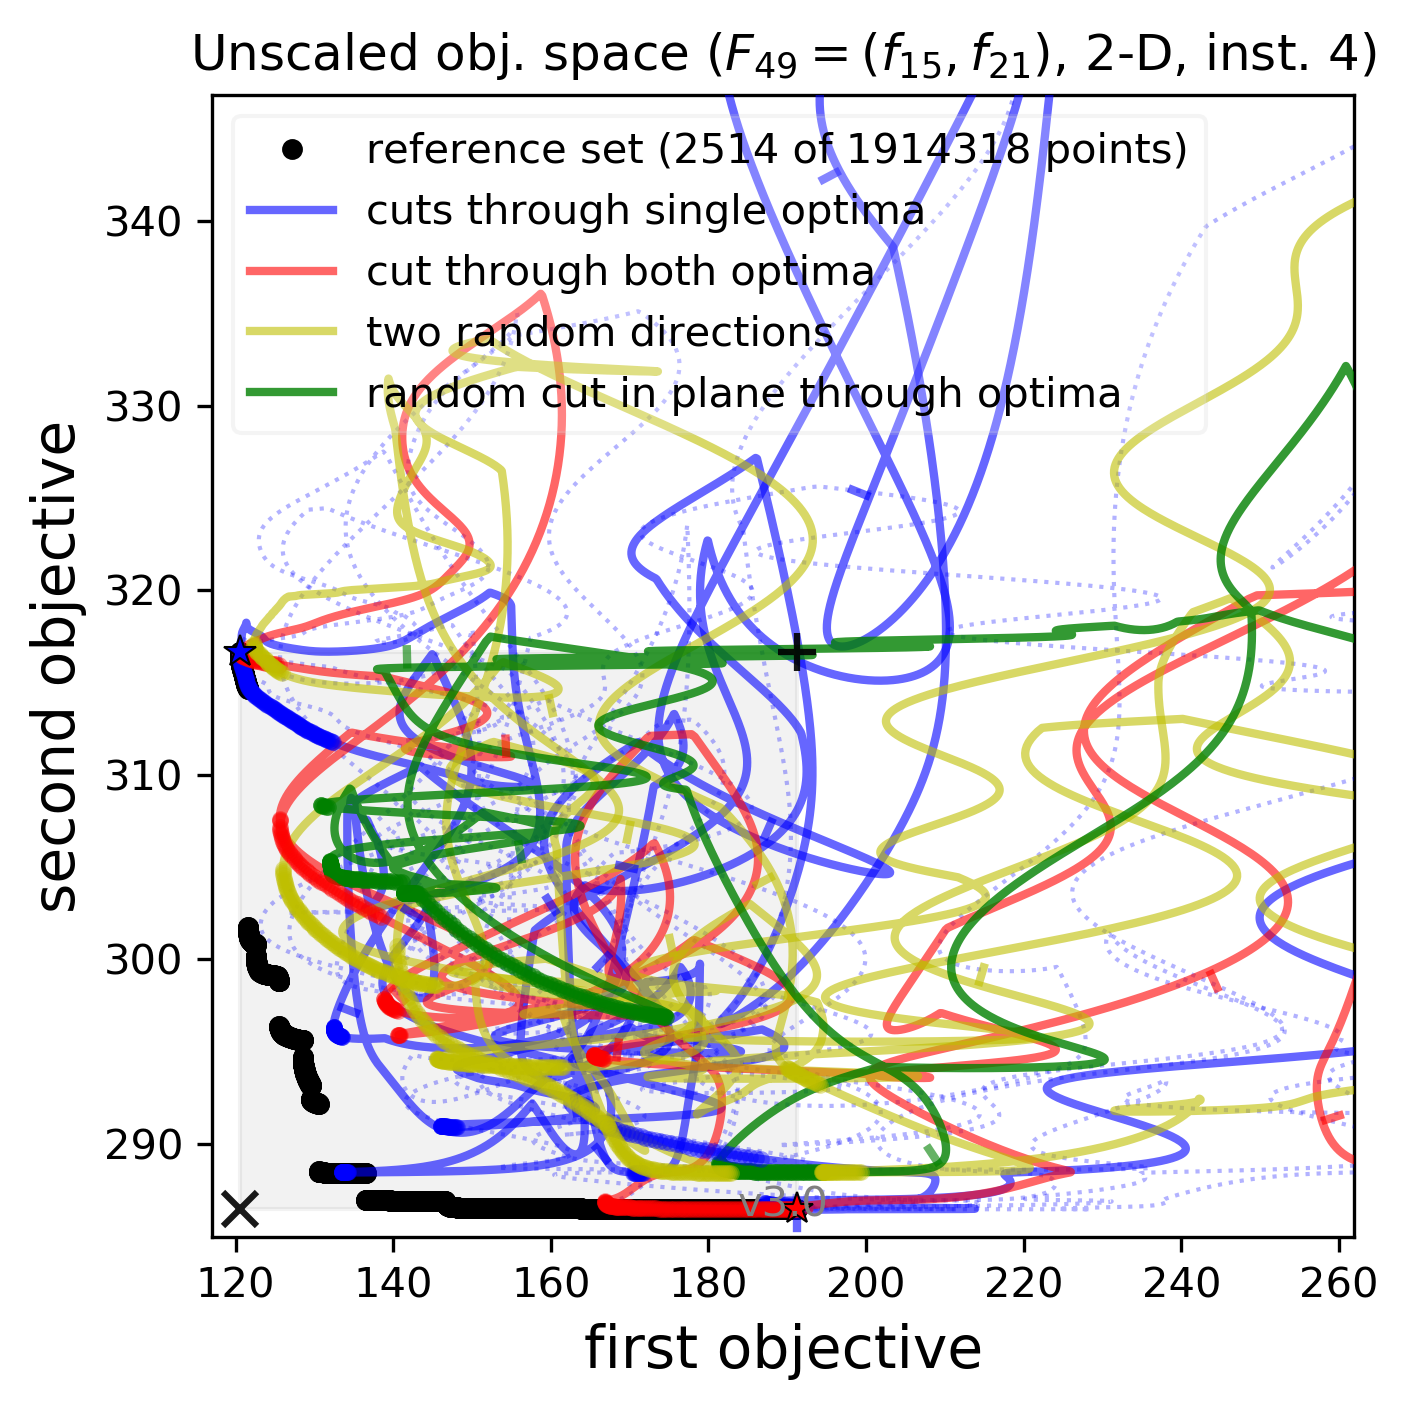 Unscaled obj. space (F₄₉ = (f₁₅, f₂₁), 2-D, inst. 4)
reference set (2514 of 1914318 points)
cuts through single optima
cut through both optima
two random directions
random cut in plane through optima
second objective
340
330
320
310
300
290
v3.0
120 140 160 180 200 220 240 260
first objective